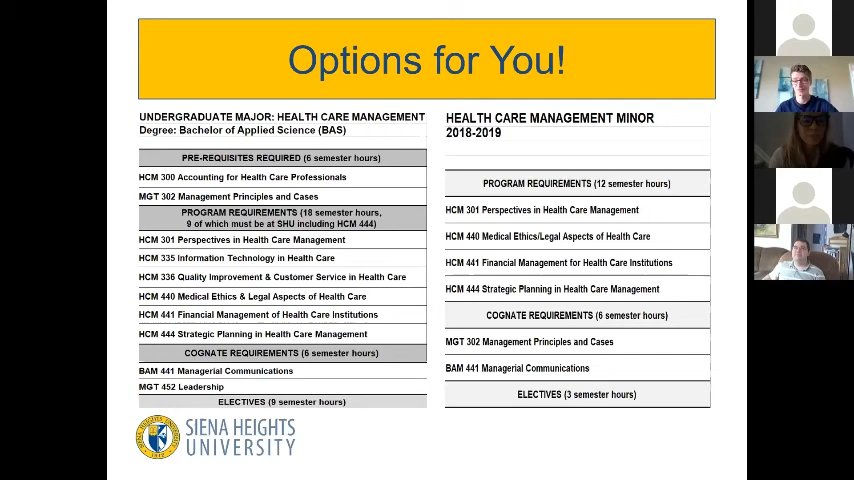 Options for You!
UNDERGRADUATE MAJOR: HEALTH CARE MANAGEMENT
Degree: Bachelor of Applied Science (BAS)
PRE-REQUISITES REQUIRED (6 semester hours)
HCM 300 Accounting for Health Care Professionals
MGT 302 Management Principles and Cases
PROGRAM REQUIREMENTS (18 semester hours,
9 of which must be at SHU including HCM 444)
HCM 301 Perspectives in Health Care Management
HCM 335 Information Technology in Health Care
HCM 336 Quality Improvement & Customer Service in Health Care
HCM 440 Medical Ethics & Legal Aspects of Health Care
HCM 441 Financial Management of Health Care Institutions
HCM 444 Strategic Planning in Health Care Management
COGNATE REQUIREMENTS (6 semester hours)
BAM 441 Managerial Communications
MGT 452 Leadership
ELECTIVES (9 semester hours)
HEALTH CARE MANAGEMENT MINOR
2018-2019
PROGRAM REQUIREMENTS (12 semester hours)
HCM 301 Perspectives in Health Care Management
HCM 440 Medical Ethics/Legal Aspects of Health Care
HCM 441 Financial Management for Health Care Institutions
HCM 444 Strategic Planning in Health Care Management
COGNATE REQUIREMENTS (6 semester hours)
MGT 302 Management Principles and Cases
BAM 441 Managerial Communications
ELECTIVES (3 semester hours)
SIENA HEIGHTS
UNIVERSITY